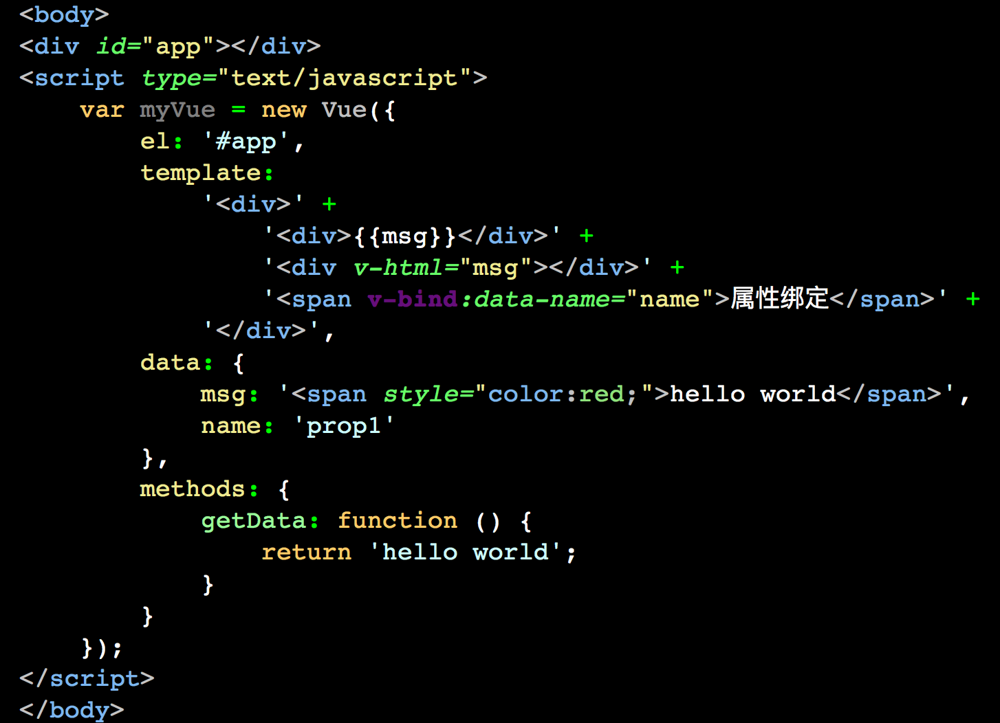 <body>
<div id="app"></div>
<script type="text/javascript">
    var myVue = new Vue({
        el: '#app',
        template:
            '<div>' +
                '<div>{{msg}}</div>' +
                '<div v-html="msg"></div>' +
                '<span v-bind:data-name="name">属性绑定</span>' +
            '</div>',
        data: {
            msg: '<span style="color:red;">hello world</span>',
            name: 'prop1'
        },
        methods: {
            getData: function () {
                return 'hello world';
            }
        }
    });
</script>
</body>